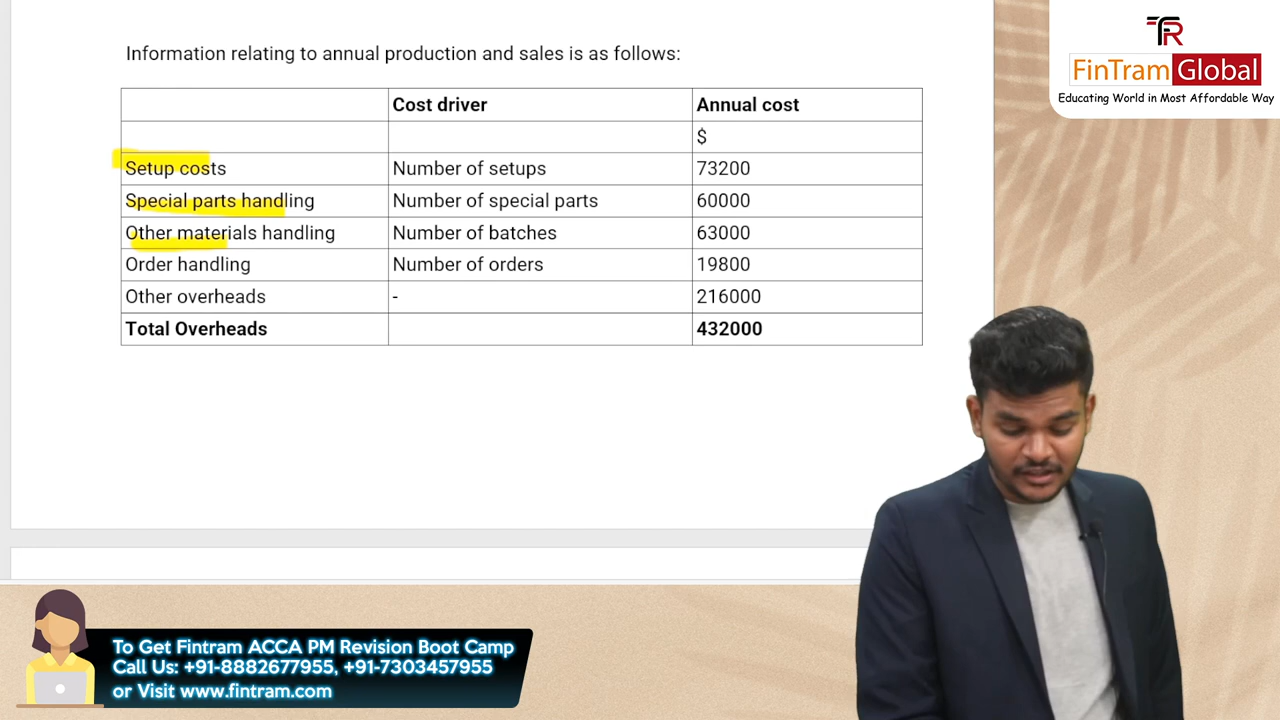 Information relating to annual production and sales is as follows:
Cost driver Annual cost
$
Setup costs Number of setups 73200
Special parts handling Number of special parts 60000
Other materials handling Number of batches 63000
Order handling Number of orders 19800
Other overheads - 216000
Total Overheads 432000
TR
FinTram Global
Educating World in Most Affordable Way
To Get Fintram ACCA PM Revision Boot Camp
Call Us: +91-8882677955, +91-7303457955
or Visit www.fintram.com